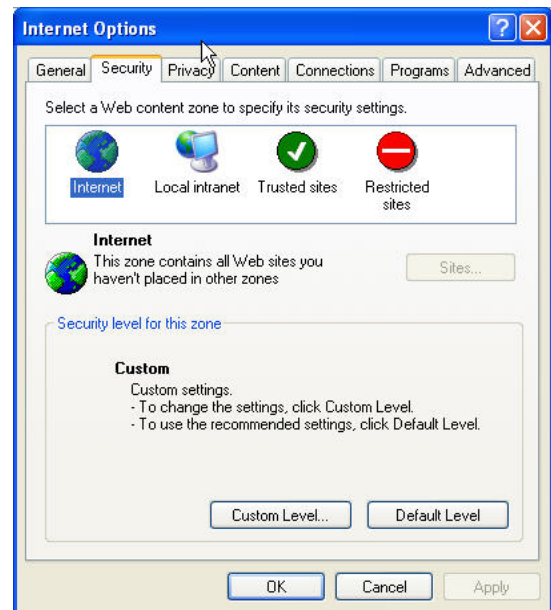 Internet Options
General Security Privacy Content Connections Programs Advanced
Select a Web content zone to specify its security settings.
Internet Local intranet Trusted sites Restricted
sites
Internet
This zone contains all Web sites you
haven't placed in other zones
Sites...
Security level for this zone
Custom
Custom settings.
- To change the settings, click Custom Level.
- To use the recommended settings, click Default Level.
Custom Level... Default Level
OK Cancel Apply